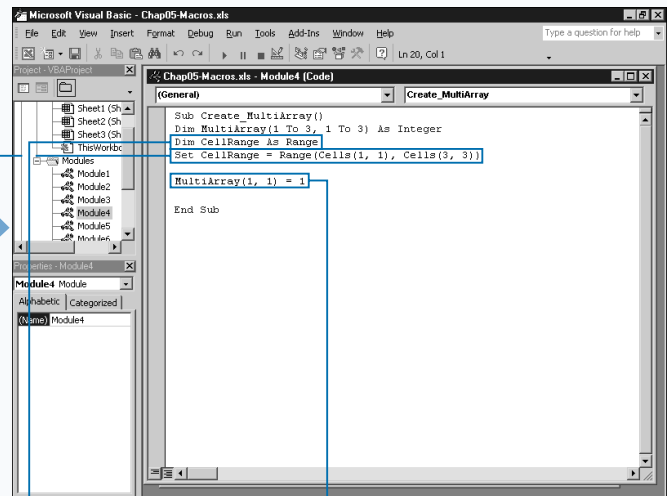 Microsoft Visual Basic - Chap05-Macros.xls
File Edit View Insert Format Debug Run Tools Add-Ins Window Help
Type a question for help
Ln 20, Col 1
Project - VBAProject
Sheet1 (Sh
Sheet2 (Sh
Sheet3 (Sh
ThisWorkbo
Modules
Module1
Module2
Module3
Module4
Module5
Module6
Properties - Module4
Module4 Module
Alphabetic Categorized
(Name) Module4
Chap05-Macros.xls - Module4 (Code)
(General) Create_MultiArray
Sub Create_MultiArray()
Dim MultiArray(1 To 3, 1 To 3) As Integer
Dim CellRange As Range
Set CellRange = Range(Cells(1, 1), Cells(3, 3))
MultiArray(1, 1) = 1
End Sub